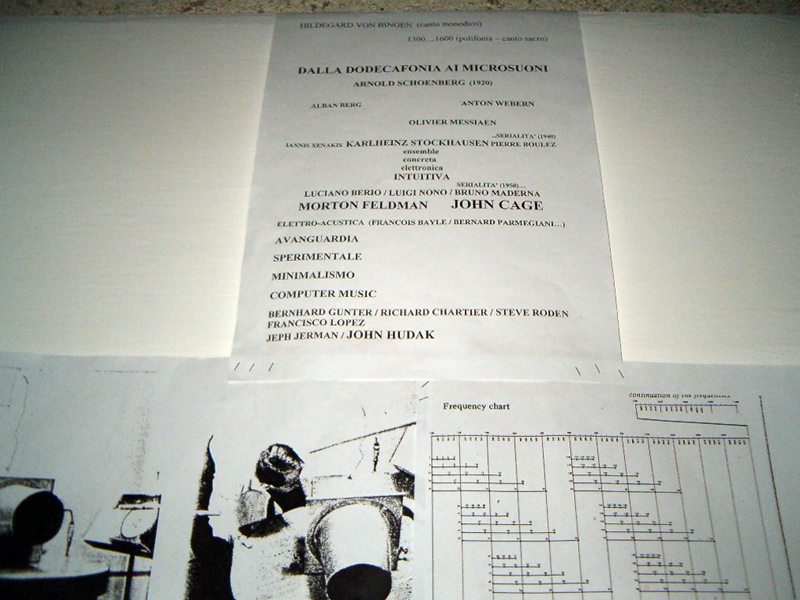 HILDEGARD VON BINGEN (canto monodico)
1300...1600 (polifonia – canto sacro)
DALLA DODECAFONIA AI MICROSUONI
ARNOLD SCHOENBERG (1920)
ALBAN BERG ANTON WEBERN
OLIVIER MESSIAEN
...SERIALITA' (1940)
IANNIS XENAKIS KARLHEINZ STOCKHAUSEN PIERRE BOULEZ
ensemble
concreta
elettronica
INTUITIVA
SERIALITA' (1950)...
LUCIANO BERIO / LUIGI NONO / BRUNO MADERNA
MORTON FELDMAN JOHN CAGE
ELETTRO-ACUSTICA (FRANCOIS BAYLE / BERNARD PARMEGIANI...)
AVANGUARDIA
SPERIMENTALE
MINIMALISMO
COMPUTER MUSIC
BERNHARD GUNTER / RICHARD CHARTIER / STEVE RODEN
FRANCISCO LOPEZ
JEPH JERMAN / JOHN HUDAK
continuation of the frequencies
Frequency chart